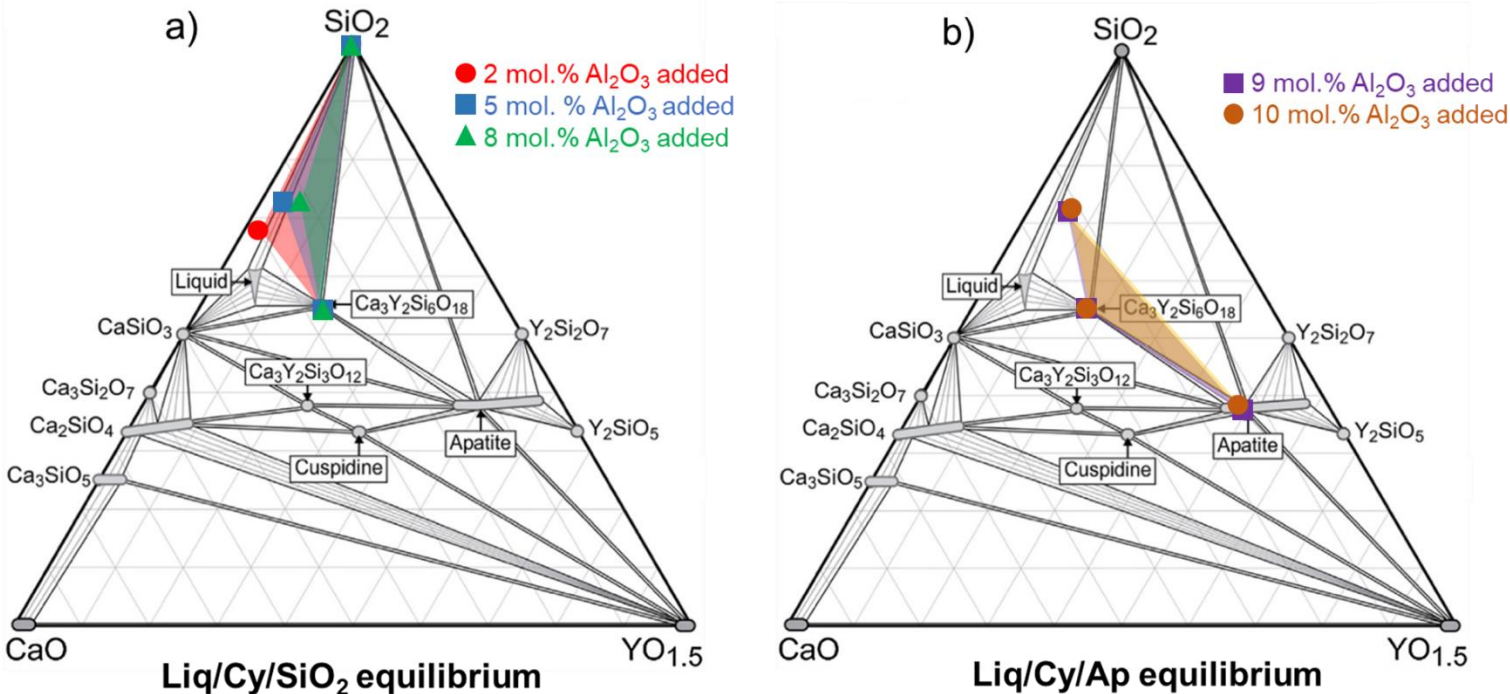 a)
SiO₂
2 mol.% Al₂O₃ added
5 mol. % Al₂O₃ added
8 mol.% Al₂O₃ added
Liquid
Ca₃Y₂Si₆O₁₈
CaSiO₃
Y₂Si₂O₇
Ca₃Y₂Si₃O₁₂
Ca₃Si₂O₇
Ca₂SiO₄
Y₂SiO₅
Apatite
Cuspidine
Ca₃SiO₅
CaO
YO₁.₅
Liq/Cy/SiO₂ equilibrium
b)
SiO₂
9 mol.% Al₂O₃ added
10 mol.% Al₂O₃ added
Liquid
Ca₃Y₂Si₆O₁₈
CaSiO₃
Y₂Si₂O₇
Ca₃Y₂Si₃O₁₂
Ca₃Si₂O₇
Ca₂SiO₄
Y₂SiO₅
Apatite
Cuspidine
Ca₃SiO₅
CaO
YO₁.₅
Liq/Cy/Ap equilibrium